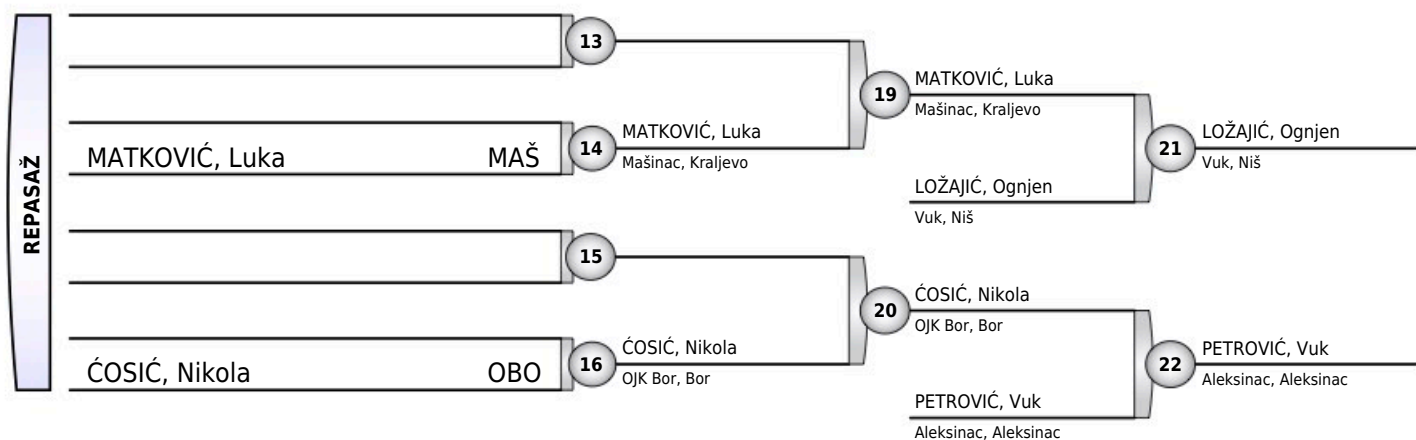 REPASAŽ
13
MATKOVIĆ, Luka MAŠ
14
MATKOVIĆ, Luka
Mašinac, Kraljevo
19
MATKOVIĆ, Luka
Mašinac, Kraljevo
LOŽAJIĆ, Ognjen
Vuk, Niš
21
LOŽAJIĆ, Ognjen
Vuk, Niš
15
ĆOSIĆ, Nikola OBO
16
ĆOSIĆ, Nikola
OJK Bor, Bor
20
ĆOSIĆ, Nikola
OJK Bor, Bor
PETROVIĆ, Vuk
Aleksinac, Aleksinac
22
PETROVIĆ, Vuk
Aleksinac, Aleksinac